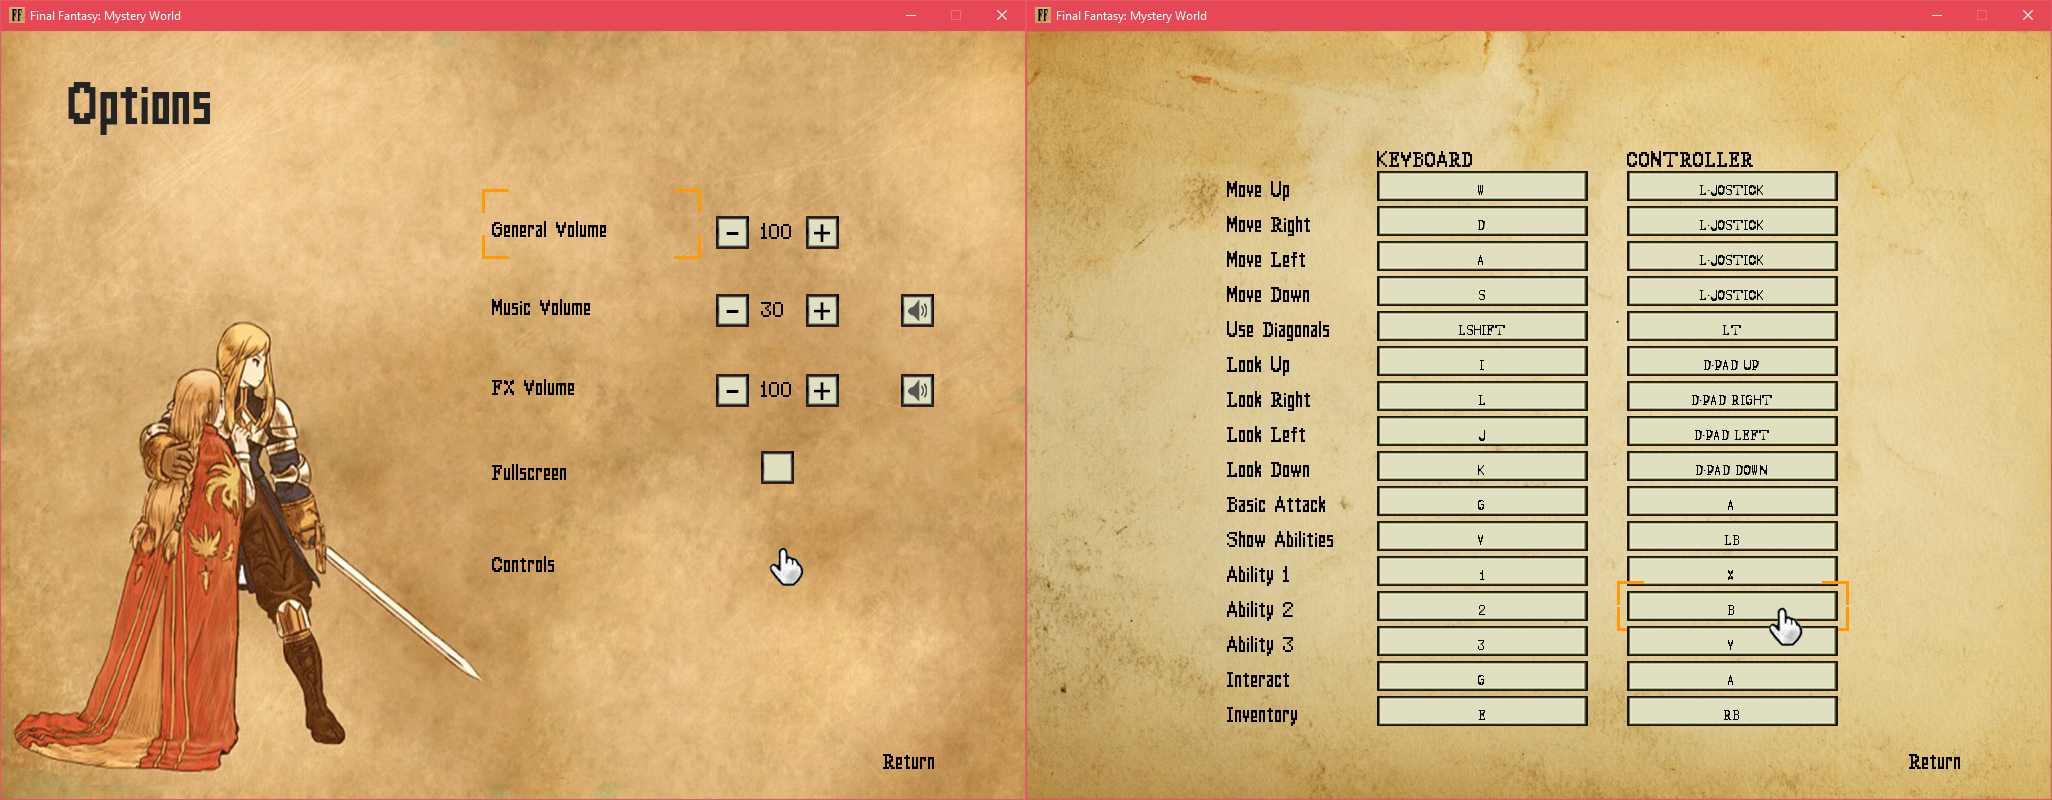 FF Final Fantasy: Mystery World
Options
General Volume - 100 +
Music Volume - 30 +
FX Volume - 100 +
Fullscreen
Controls
Return
FF Final Fantasy: Mystery World
KEYBOARD CONTROLLER
Move Up W L-JOSTICK
Move Right D L-JOSTICK
Move Left A L-JOSTICK
Move Down S L-JOSTICK
Use Diagonals LSHIFT LT
Look Up I D-PAD UP
Look Right L D-PAD RIGHT
Look Left J D-PAD LEFT
Look Down K D-PAD DOWN
Basic Attack G A
Show Abilities V LB
Ability 1 1 X
Ability 2 2 B
Ability 3 3 Y
Interact G A
Inventory E RB
Return